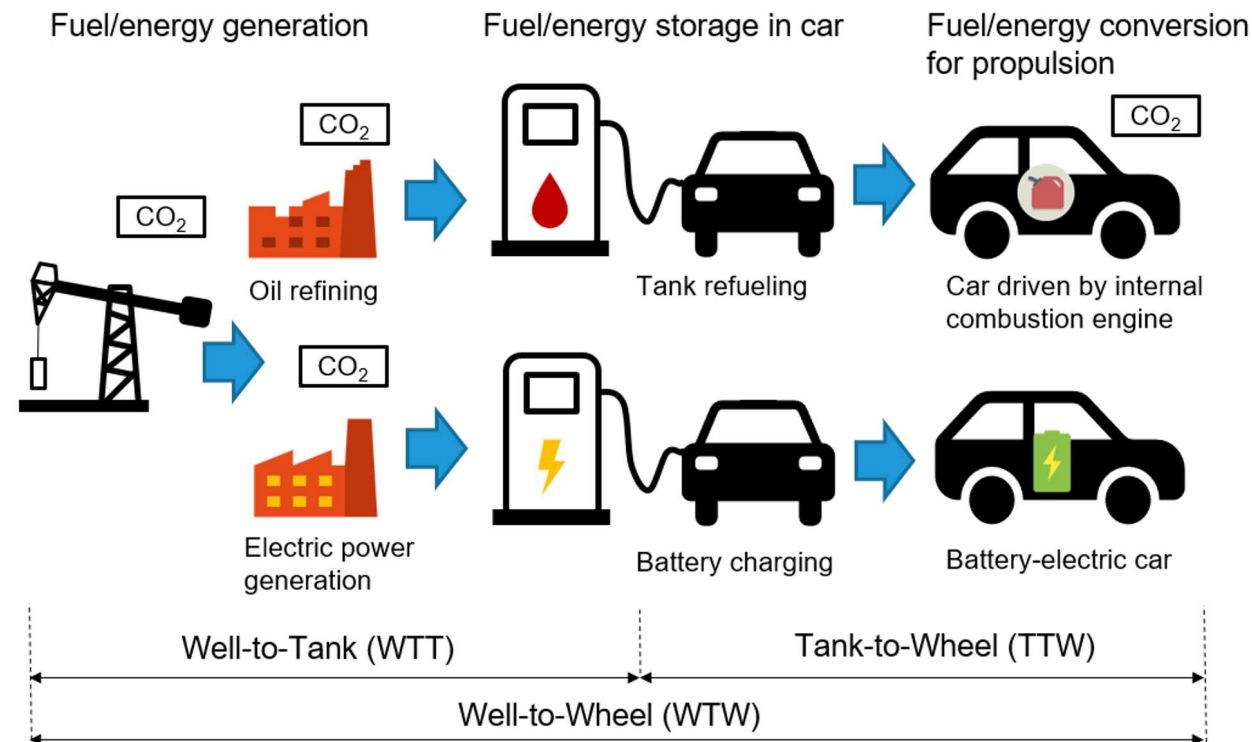 Fuel/energy generation
Fuel/energy storage in car
Fuel/energy conversion
for propulsion
CO₂
CO₂
CO₂
Oil refining
Tank refueling
Car driven by internal
combustion engine
CO₂
Electric power
generation
Battery charging
Battery-electric car
Well-to-Tank (WTT)
Tank-to-Wheel (TTW)
Well-to-Wheel (WTW)